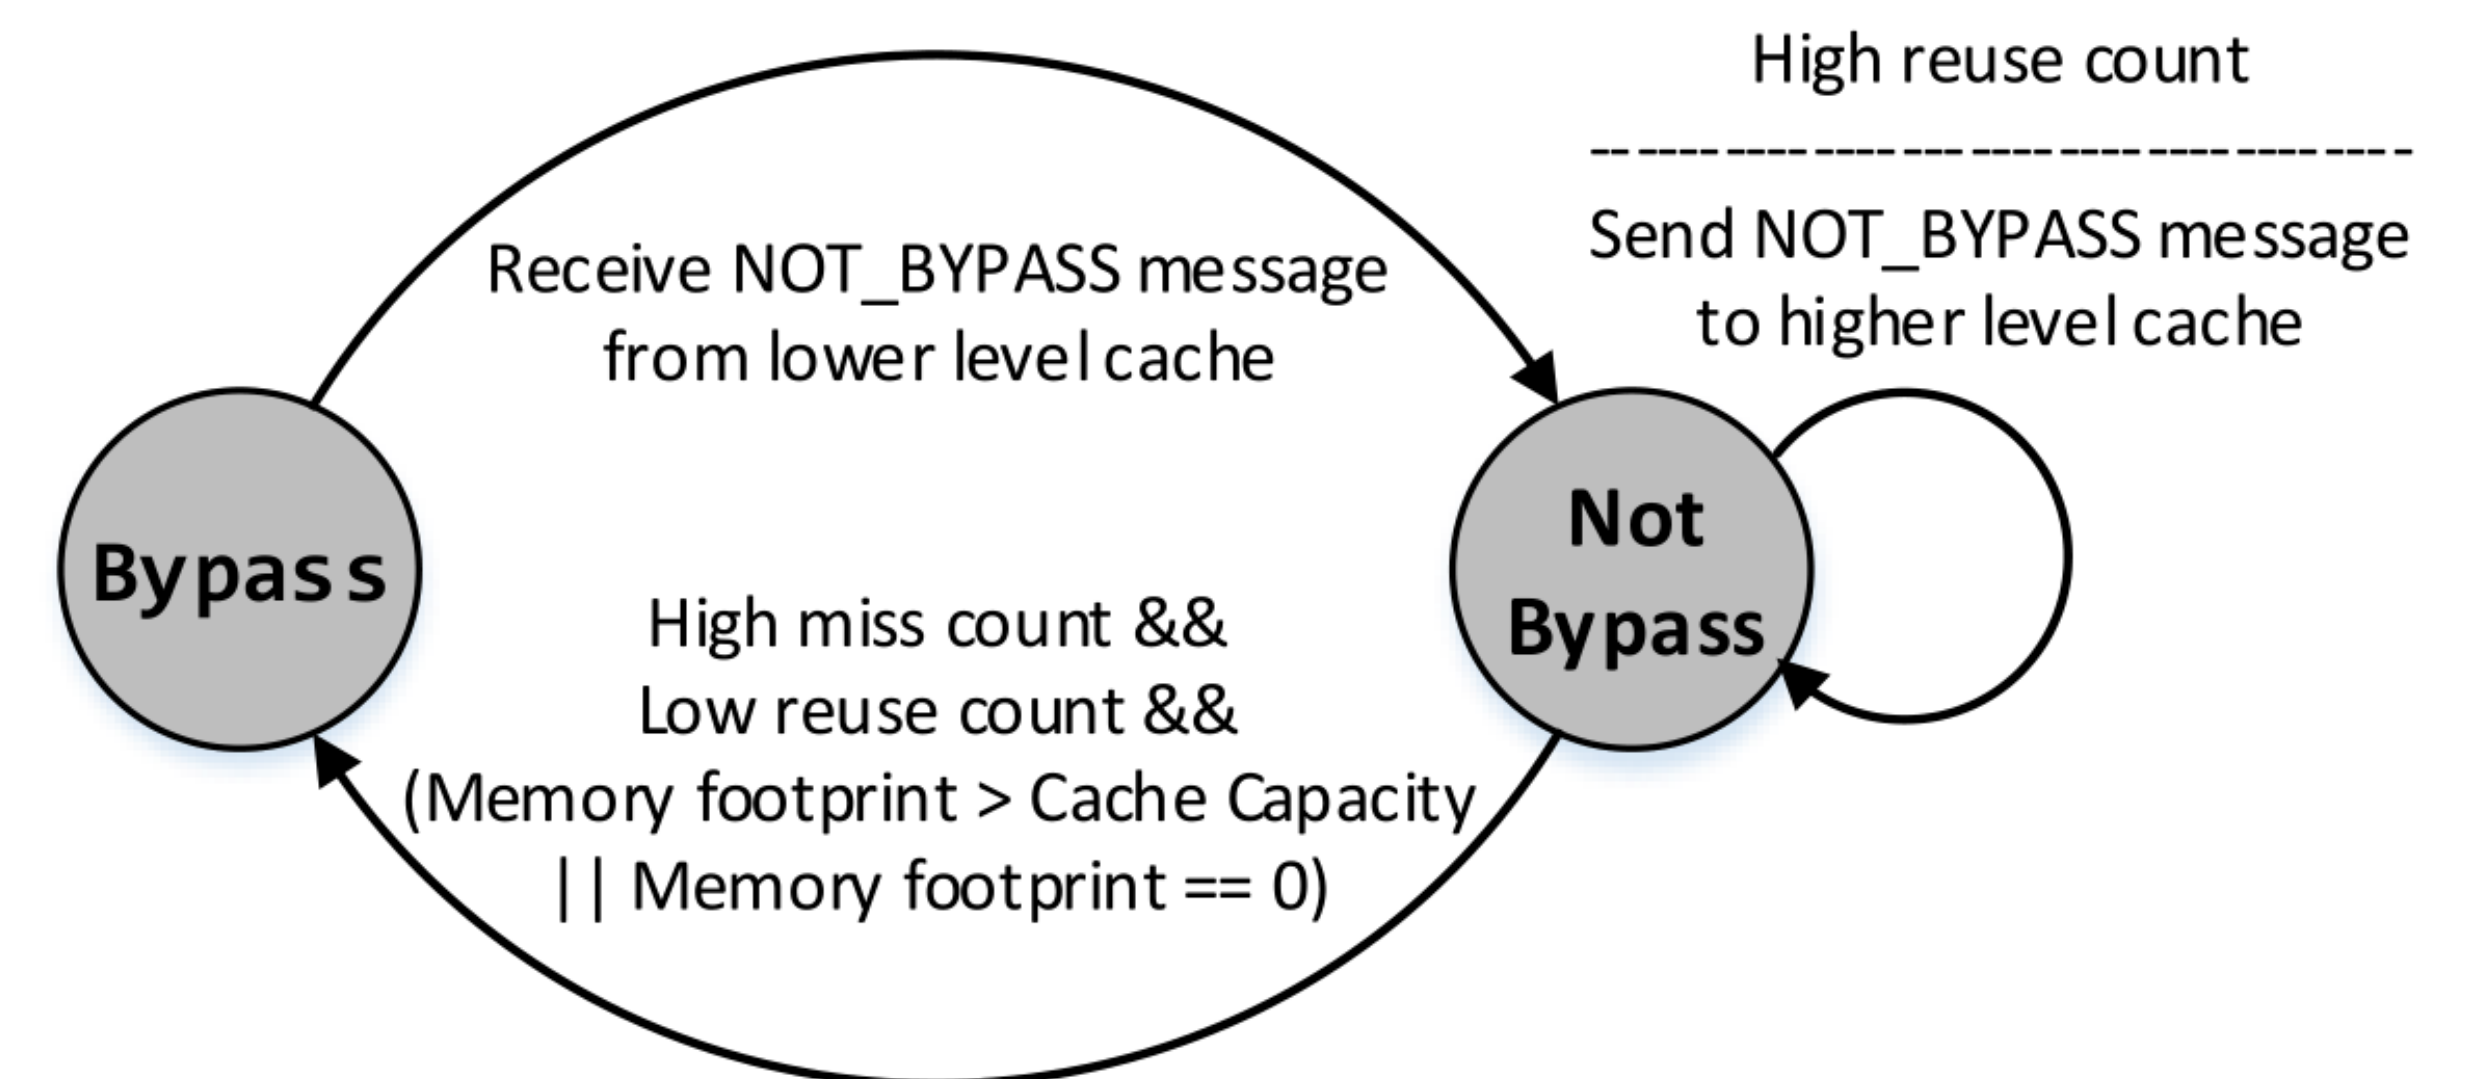 High reuse count
------------------------------------
Send NOT_BYPASS message
to higher level cache
Receive NOT_BYPASS message
from lower level cache
Bypass
Not
Bypass
High miss count &&
Low reuse count &&
(Memory footprint > Cache Capacity
|| Memory footprint == 0)